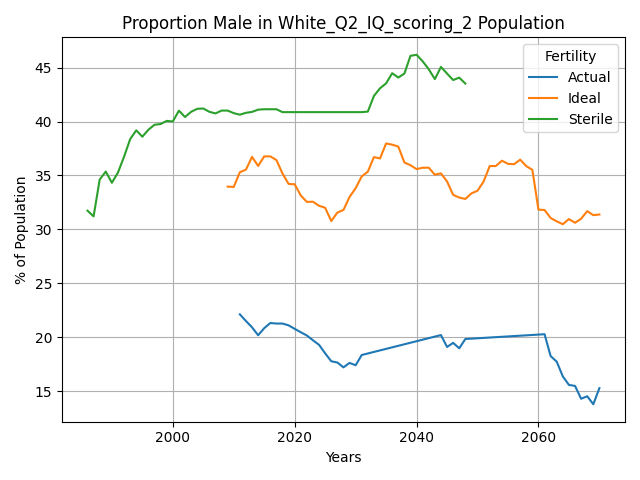 Proportion Male in White_Q2_IQ_scoring_2 Population
Fertility
Actual
Ideal
Sterile
% of Population
45
40
35
30
25
20
15
2000
2020
2040
2060
Years